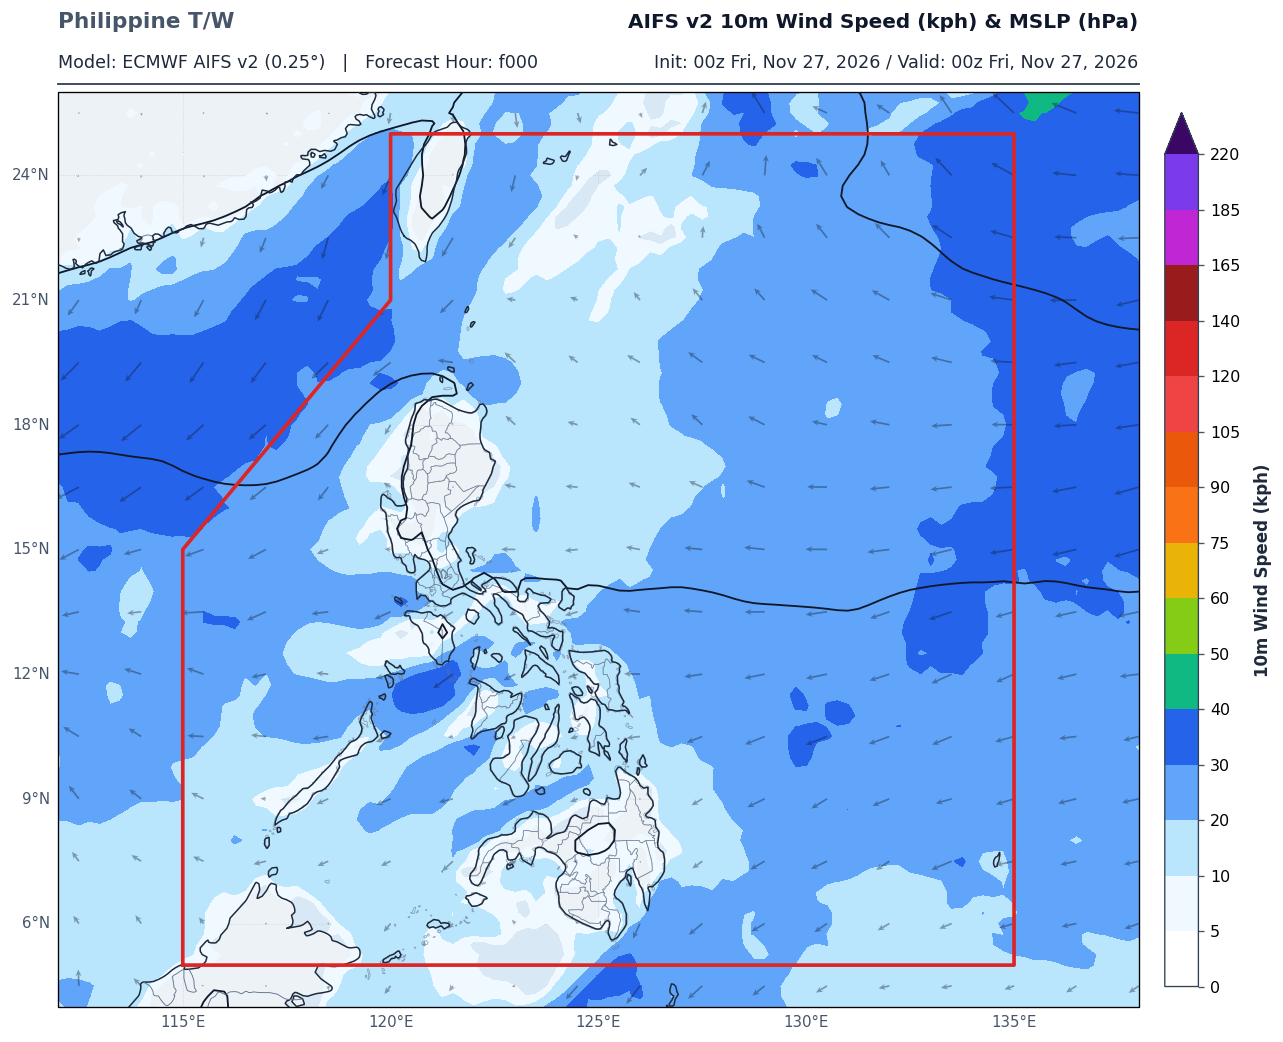 Philippine T/W
AIFS v2 10m Wind Speed (kph) & MSLP (hPa)
Model: ECMWF AIFS v2 (0.25°) | Forecast Hour: f000
Init: 00z Fri, Nov 27, 2026 / Valid: 00z Fri, Nov 27, 2026
24°N
21°N
18°N
15°N
12°N
9°N
6°N
115°E
120°E
125°E
130°E
135°E
220
185
165
140
120
105
90
75
60
50
40
30
20
10
5
0
10m Wind Speed (kph)